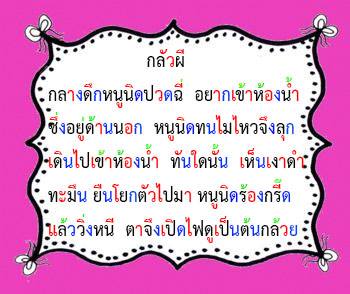 กลัวผี
กลางดึกหนูนิดปวดฉี่ อยากเข้าห้องน้ำ
ซึ่งอยู่ด้านนอก หนูนิดทนไม่ไหวจึงลุก
เดินไปเข้าห้องน้ำ ทันใดนั้น เห็นเงาดำ
ทะมึน ยืนโยกตัวไปมา หนูนิดร้องกรี๊ด
แล้ววิ่งหนี ตาจึงเปิดไฟดูเป็นต้นกล้วย